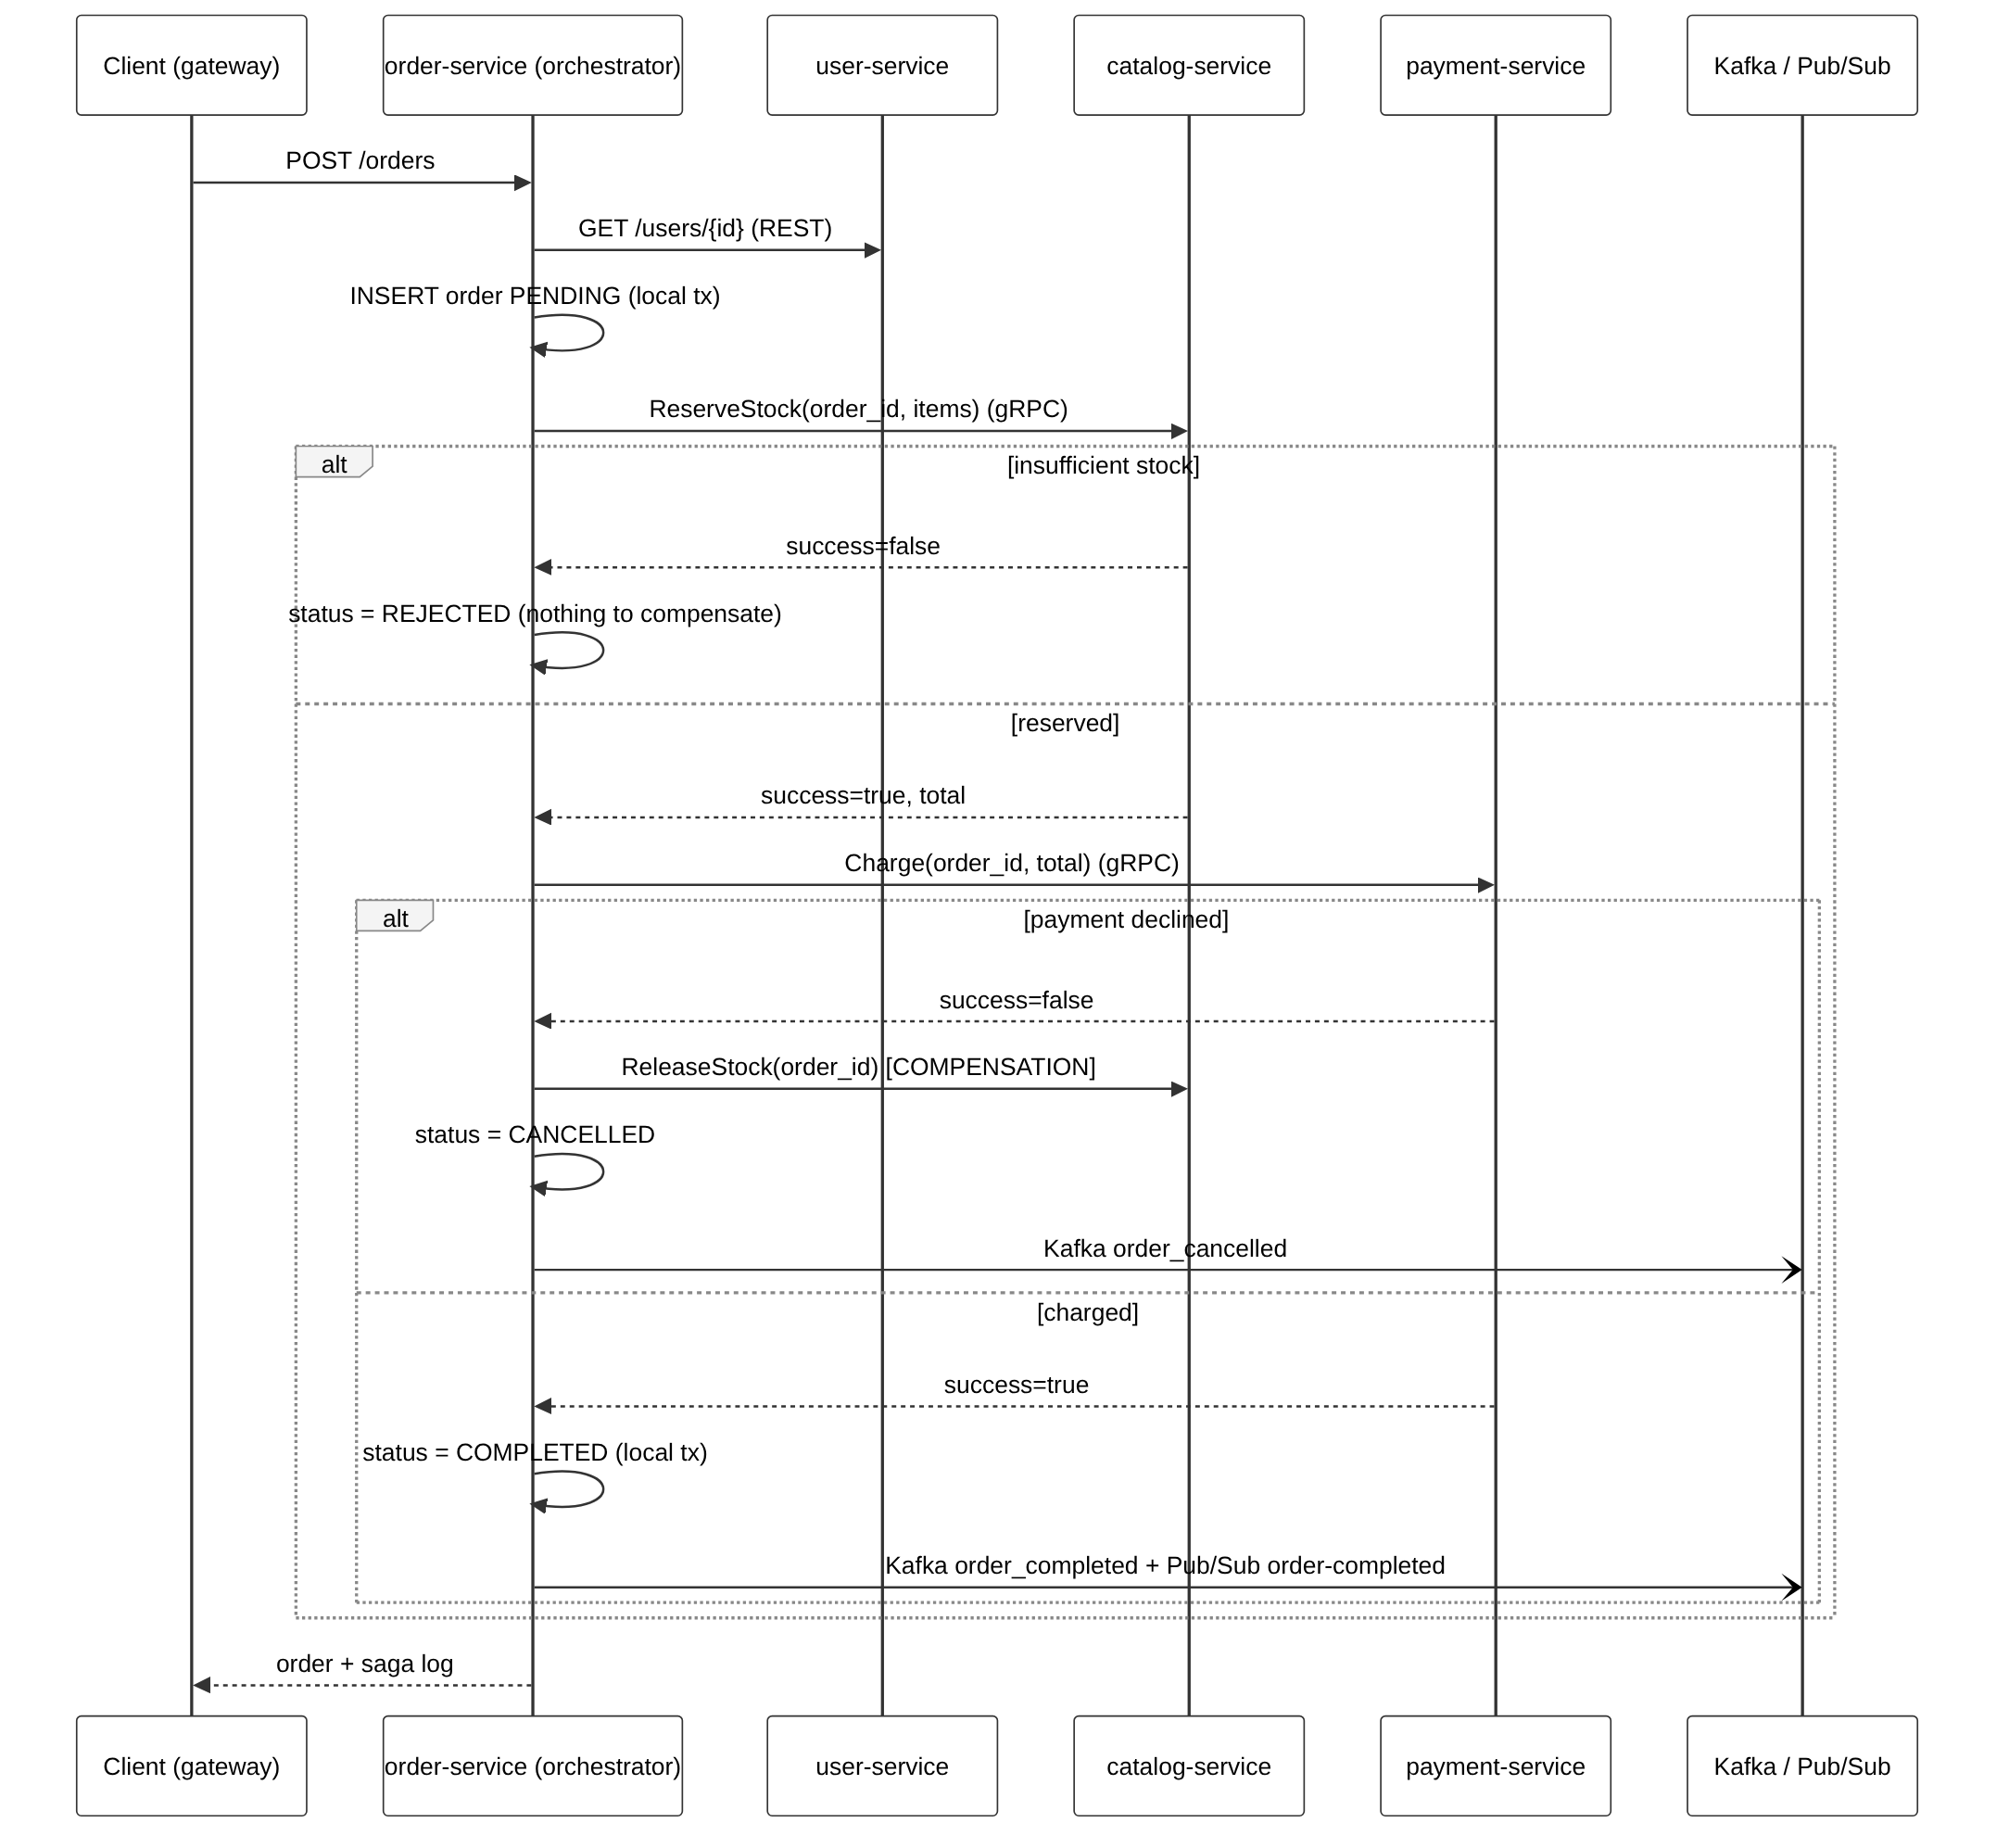 Client (gateway)
order-service (orchestrator)
user-service
catalog-service
payment-service
Kafka / Pub/Sub
POST /orders
GET /users/{id} (REST)
INSERT order PENDING (local tx)
ReserveStock(order_id, items) (gRPC)
alt
[insufficient stock]
success=false
status = REJECTED (nothing to compensate)
[reserved]
success=true, total
Charge(order_id, total) (gRPC)
alt
[payment declined]
success=false
ReleaseStock(order_id) [COMPENSATION]
status = CANCELLED
Kafka order_cancelled
[charged]
success=true
status = COMPLETED (local tx)
Kafka order_completed + Pub/Sub order-completed
order + saga log
Client (gateway)
order-service (orchestrator)
user-service
catalog-service
payment-service
Kafka / Pub/Sub